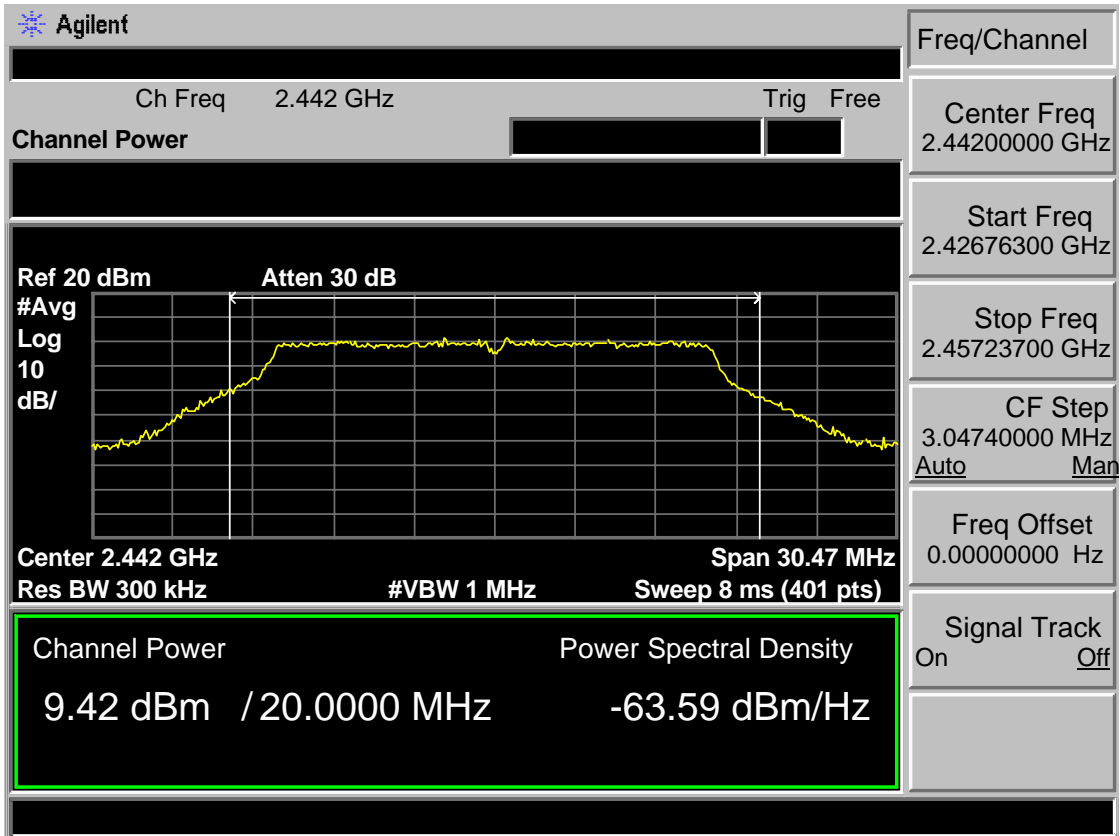 Agilent
Freq/Channel
Ch Freq 2.442 GHz Trig Free
Channel Power
Center Freq
2.44200000 GHz
Start Freq
2.42676300 GHz
Stop Freq
2.45723700 GHz
CF Step
3.04740000 MHz
Auto Man
Freq Offset
0.00000000 Hz
Signal Track
On Off
Ref 20 dBm Atten 30 dB
#Avg
Log
10
dB/
Center 2.442 GHz Span 30.47 MHz
Res BW 300 kHz #VBW 1 MHz Sweep 8 ms (401 pts)
Channel Power Power Spectral Density
9.42 dBm / 20.0000 MHz -63.59 dBm/Hz